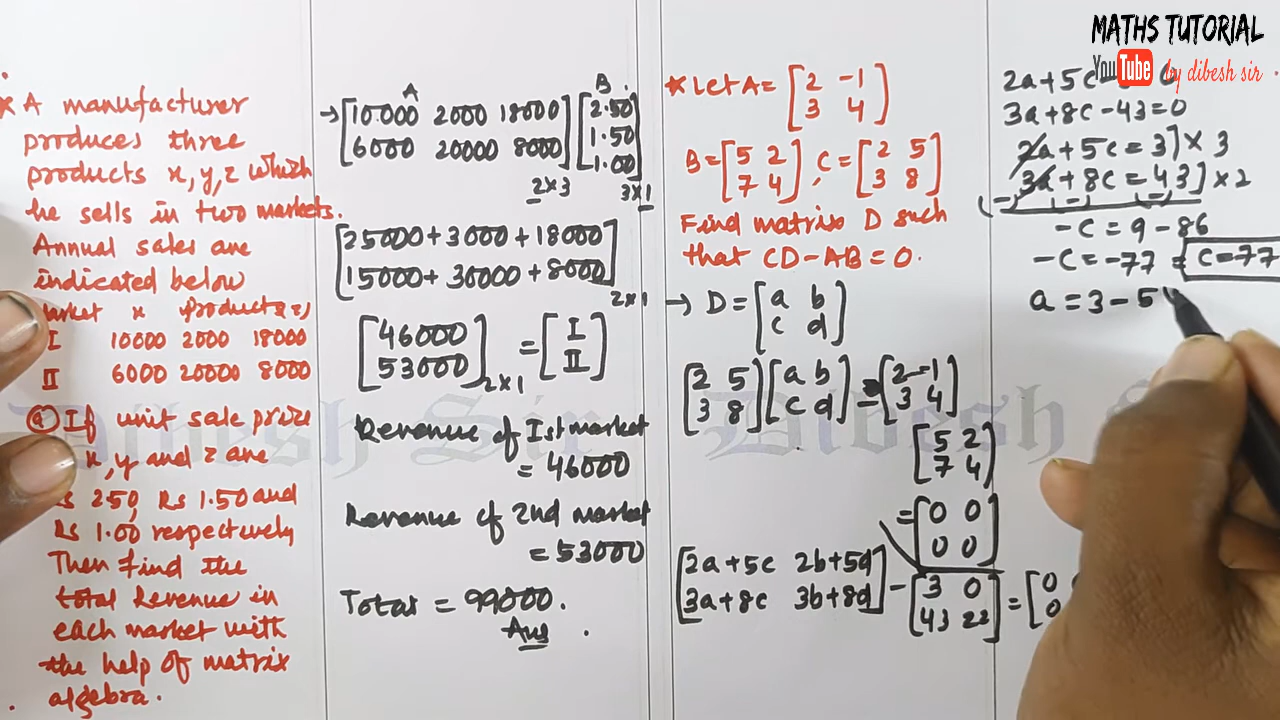 MATHS TUTORIAL
YouTube by dibesh sir
* A manufacturer
produces three
products x, y, z which
he sells in two markets.
Annual sales are
indicated below
Market x products(z)
I 10000 2000 18000
II 6000 20000 8000
(a) If unit sale prize
x, y and z are
Rs 250, Rs 1.50 and
Rs 1.00 respectively
Then find the
total Revenue in
each market with
the help of matrix
algebra.
A B
→ [10.000 2000 18000] [2.50]
[6000 20000 8000] [1.50]
[1.00]
2×3 3×1
[25000+3000+18000]
[15000+30000+8000]
2×1
[46000] = [I]
[53000] 2×1 [II]
Revenue of Ist market
= 46000
Revenue of 2nd market
= 53000
Total = 99000.
Ans
* Let A = [2 -1]
[3 4]
B = [5 2], C = [2 5]
[7 4] [3 8]
Find matrix D such
that CD-AB=0.
→ D = [a b]
[c d]
[2 5] [a b] - [2 -1]
[3 8] [c d] [3 4]
[5 2]
[7 4]
= [0 0]
[0 0]
[2a+5c 2b+5d] - [3 0] = [0
[3a+8c 3b+8d] [43 22] [0
2a+5c
3a+8c-43=0
2a+5c=3]×3
3a+8c=43]×2
(-) (-) (-)
-c=9-86
-c=-77 = c=77
a=3-5
Dibesh Sir Dibesh